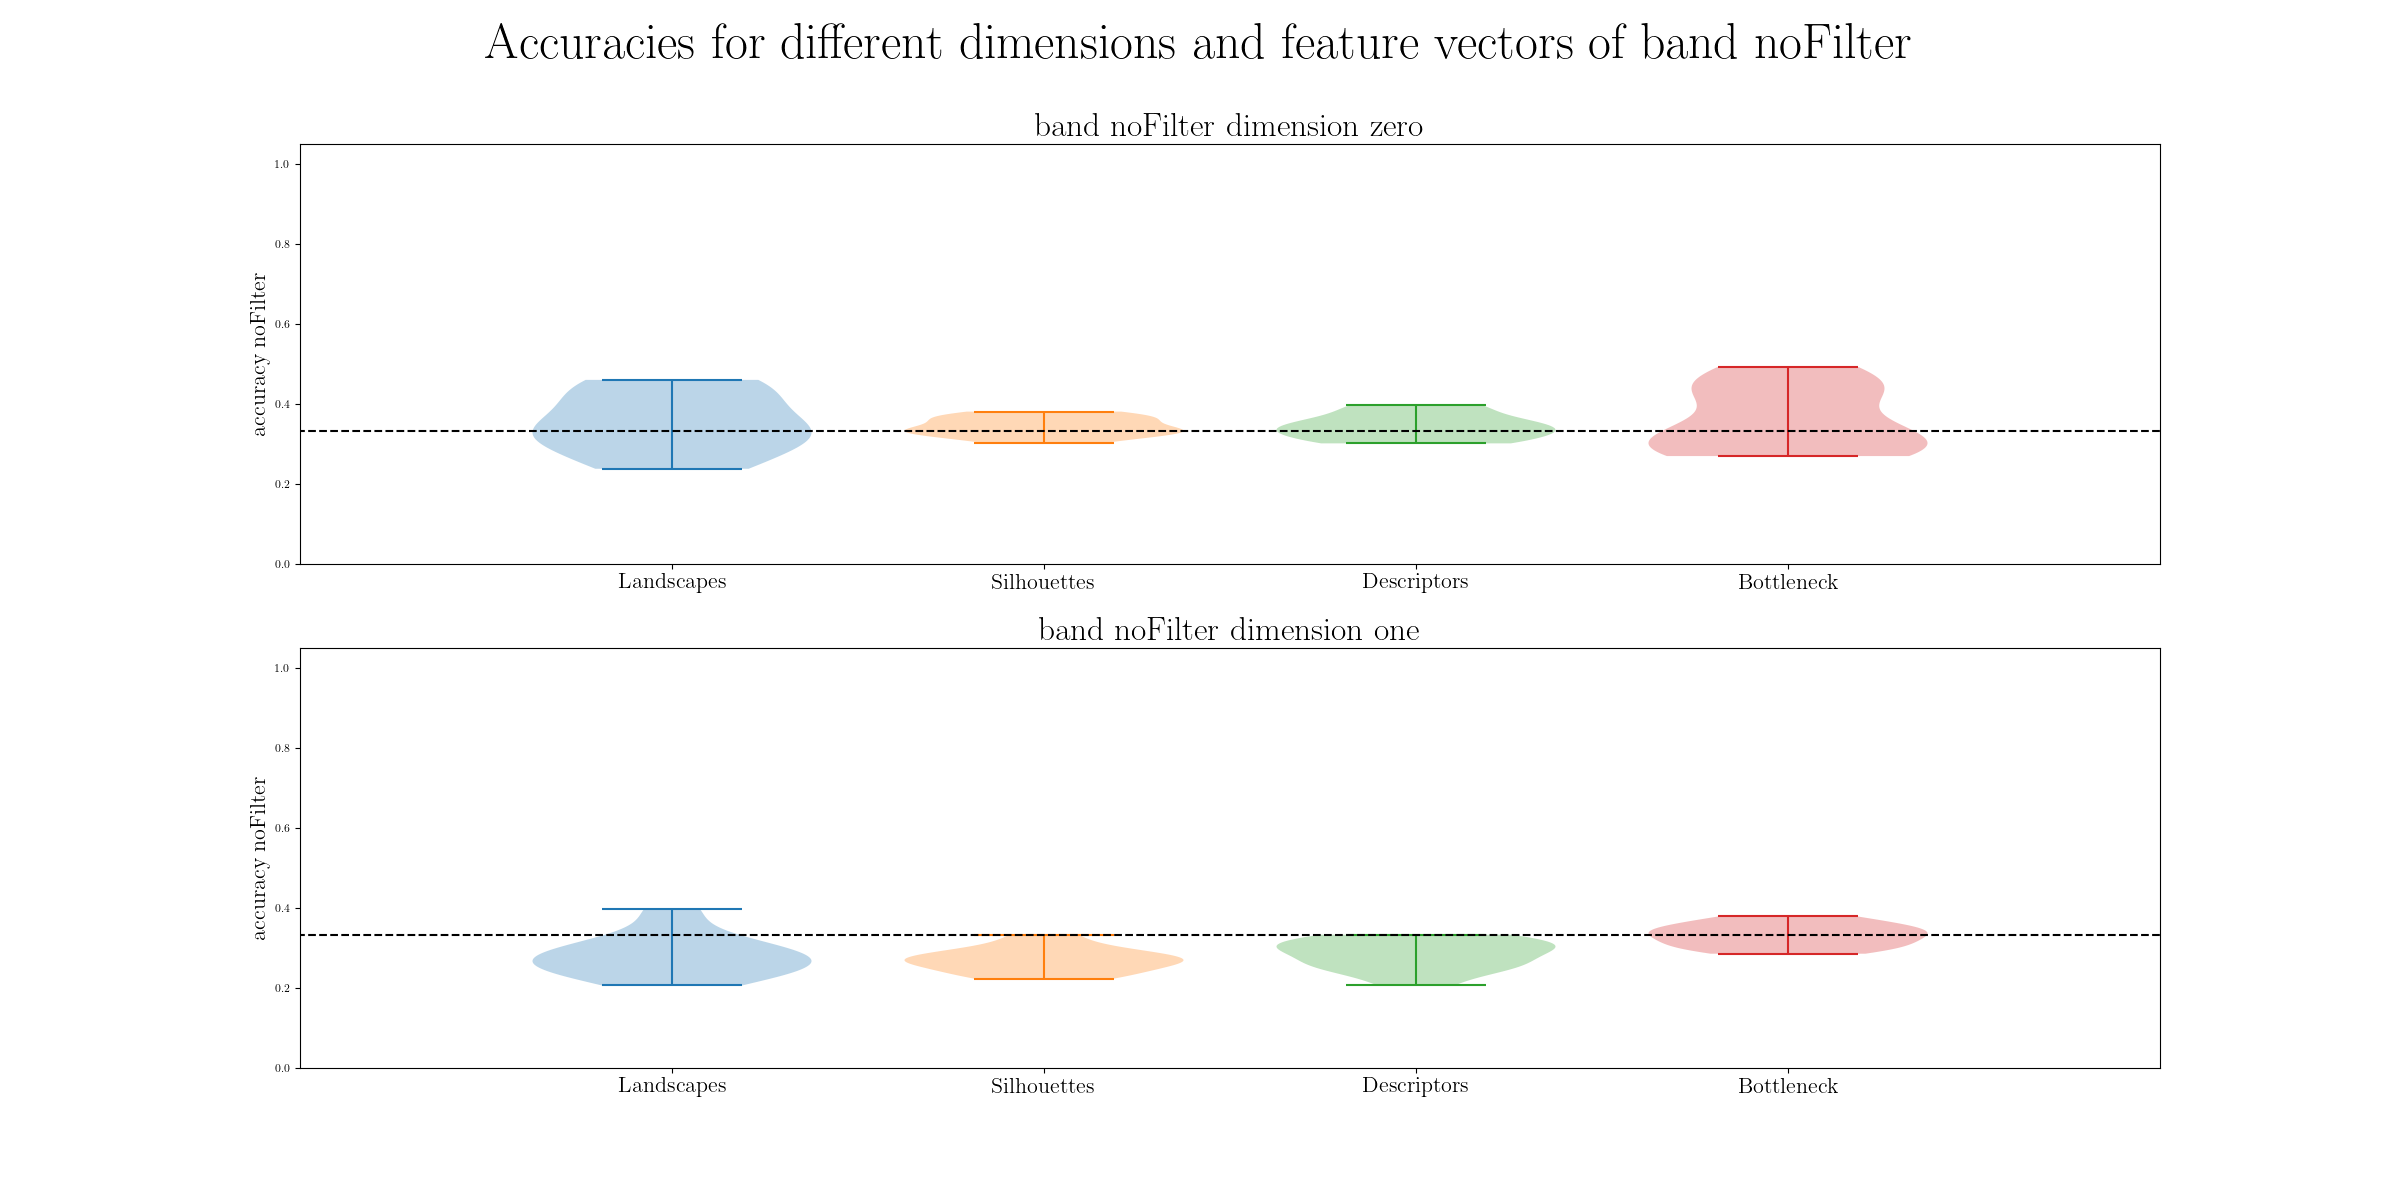 Accuracies for different dimensions and feature vectors of band noFilter
band noFilter dimension zero
accuracy noFilter
1.0
0.8
0.6
0.4
0.2
0.0
Landscapes Silhouettes Descriptors Bottleneck
band noFilter dimension one
accuracy noFilter
1.0
0.8
0.6
0.4
0.2
0.0
Landscapes Silhouettes Descriptors Bottleneck